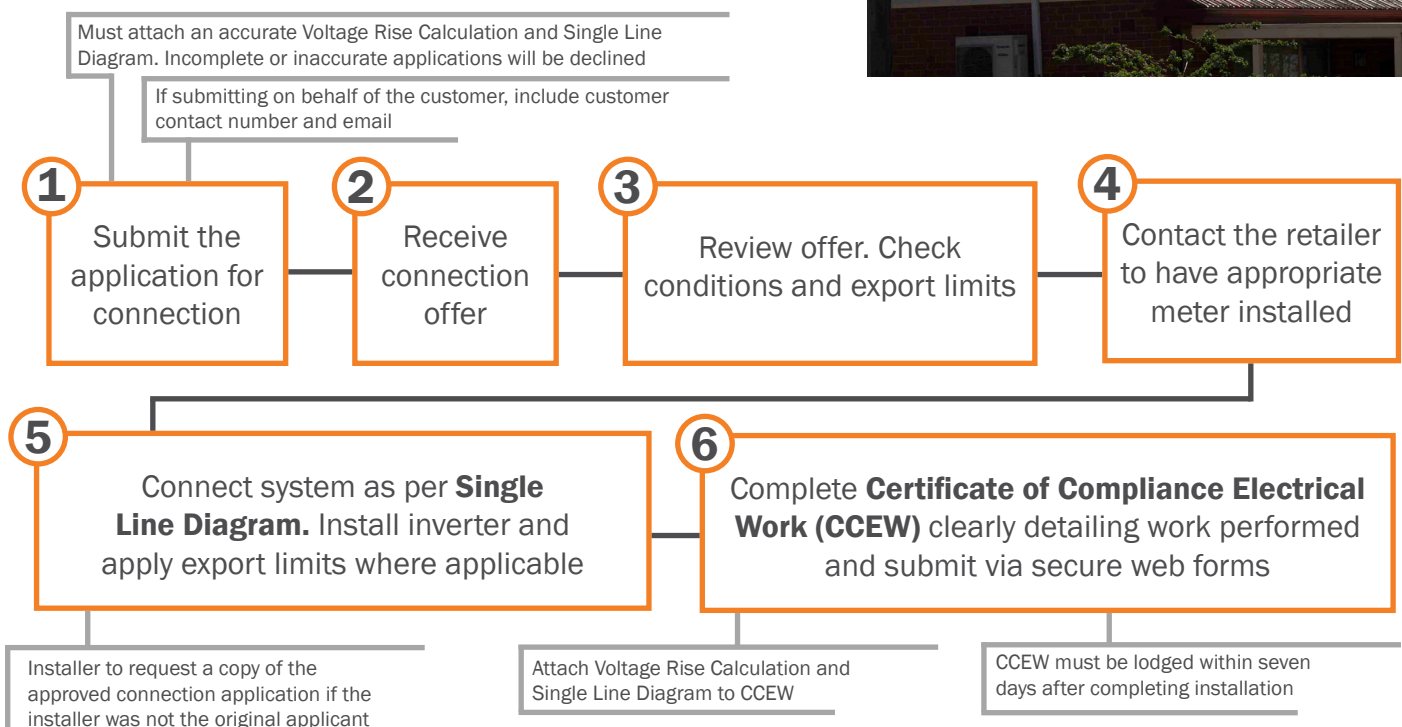 Must attach an accurate Voltage Rise Calculation and Single Line
Diagram. Incomplete or inaccurate applications will be declined
If submitting on behalf of the customer, include customer
contact number and email
1
Submit the
application for
connection
2
Receive
connection
offer
3
Review offer. Check
conditions and export limits
4
Contact the retailer
to have appropriate
meter installed
5
Connect system as per Single
Line Diagram. Install inverter and
apply export limits where applicable
6
Complete Certificate of Compliance Electrical
Work (CCEW) clearly detailing work performed
and submit via secure web forms
Installer to request a copy of the
approved connection application if the
installer was not the original applicant
Attach Voltage Rise Calculation and
Single Line Diagram to CCEW
CCEW must be lodged within seven
days after completing installation